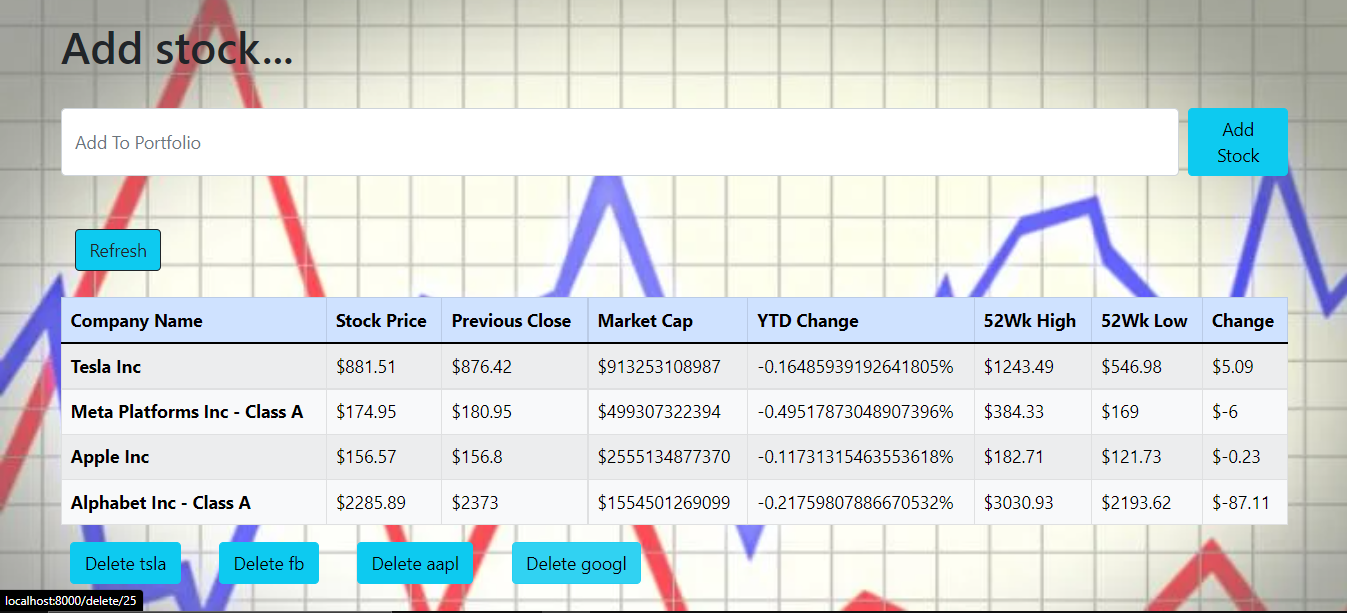 Add stock...
Add To Portfolio
Add
Stock
Refresh
Company Name Stock Price Previous Close Market Cap YTD Change 52Wk High 52Wk Low Change
Tesla Inc $881.51 $876.42 $913253108987 -0.16485939192641805% $1243.49 $546.98 $5.09
Meta Platforms Inc - Class A $174.95 $180.95 $499307322394 -0.49517873048907396% $384.33 $169 $-6
Apple Inc $156.57 $156.8 $2555134877370 -0.11731315463553618% $182.71 $121.73 $-0.23
Alphabet Inc - Class A $2285.89 $2373 $1554501269099 -0.21759807886670532% $3030.93 $2193.62 $-87.11
Delete tsla Delete fb Delete aapl Delete googl
localhost:8000/delete/25